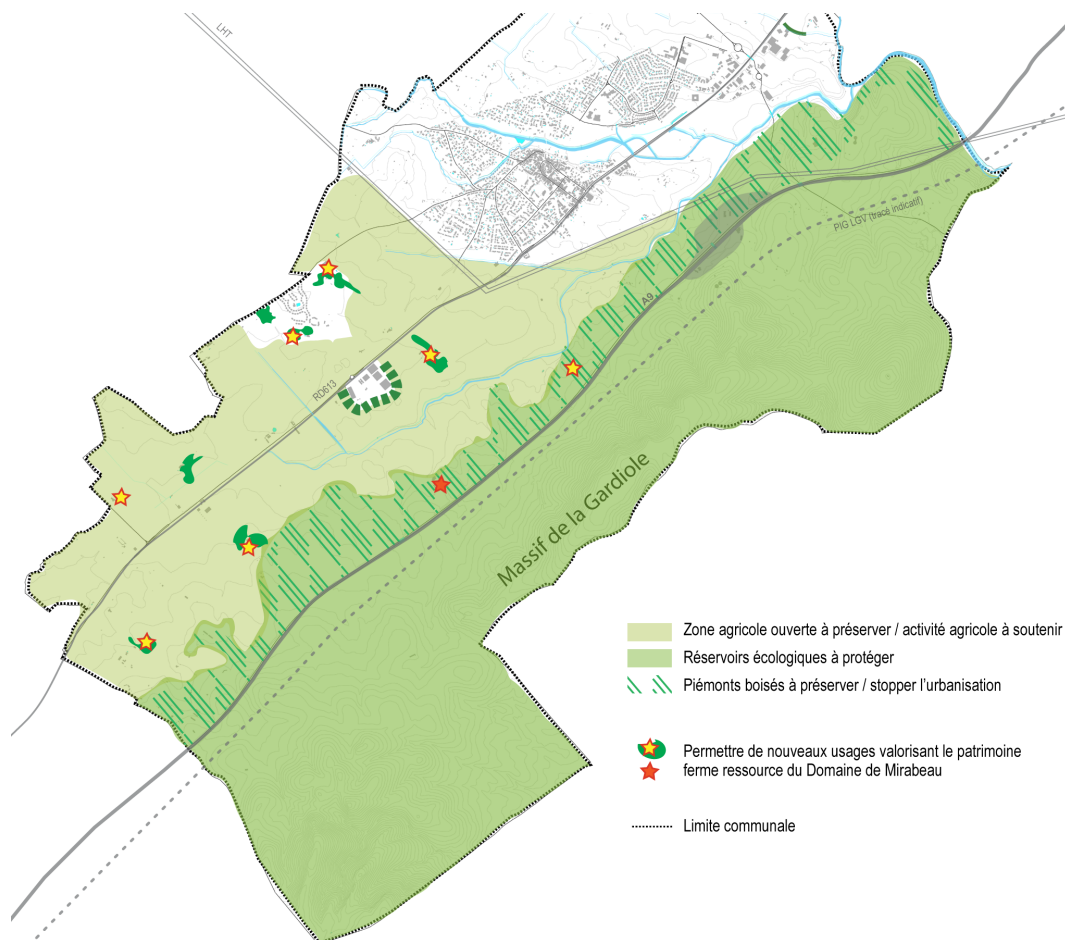 LHT
PIG LGV (tracé indicatif)
A9
RD613
Massif de la Gardiole
Zone agricole ouverte à préserver / activité agricole à soutenir
Réservoirs écologiques à protéger
Piémonts boisés à préserver / stopper l'urbanisation
Permettre de nouveaux usages valorisant le patrimoine
ferme ressource du Domaine de Mirabeau
Limite communale